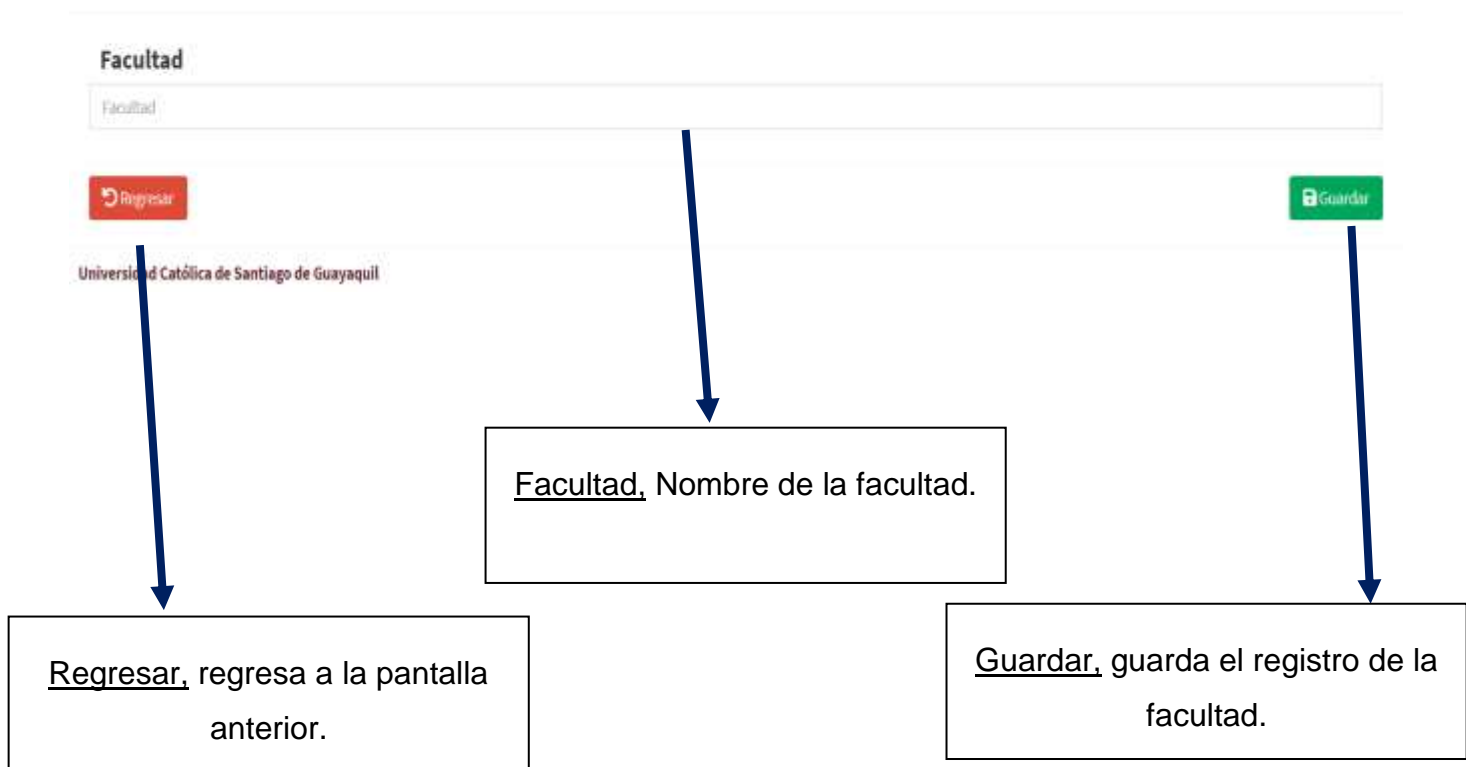 Facultad
Facultad
Regresar
Guardar
Universidad Católica de Santiago de Guayaquil
Facultad, Nombre de la facultad.
Regresar, regresa a la pantalla
anterior.
Guardar, guarda el registro de la
facultad.